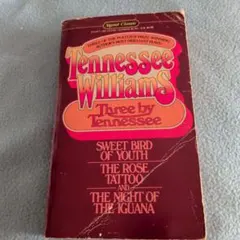 Signet Classic
Tennessee
Williams
Three by
Tennessee
SWEET BIRD
OF YOUTH
THE ROSE
TATTOO
AND
THE NIGHT OF
THE IGUANA